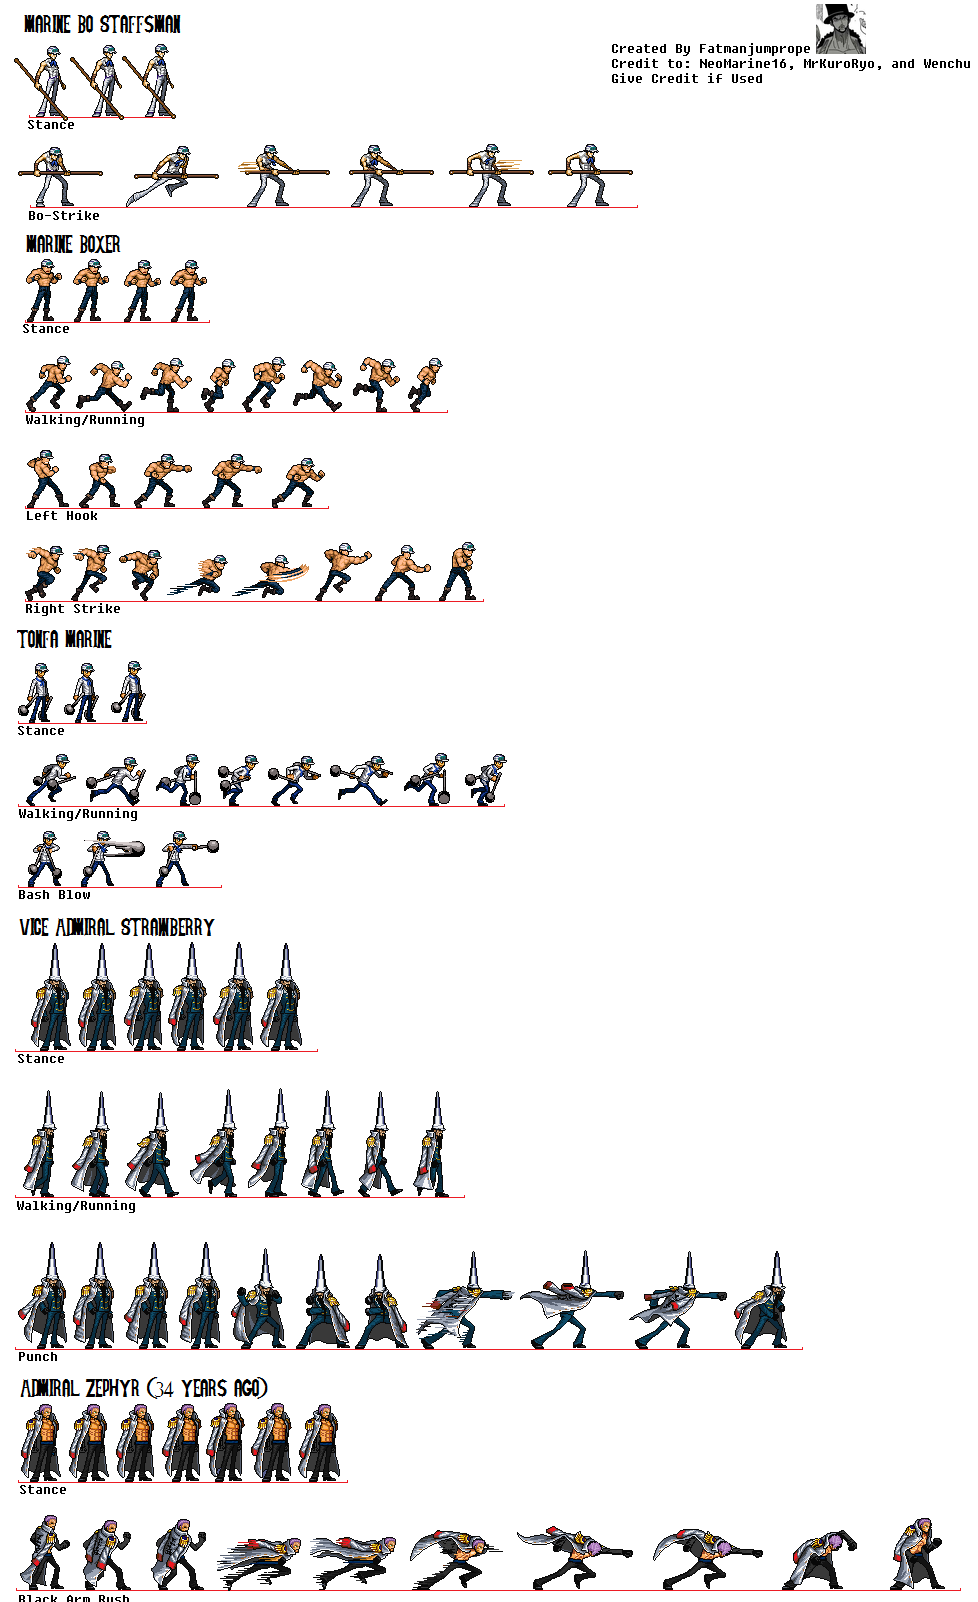 MARINE BO STAFFSMAN
Created By Fatmanjumprope
Credit to: NeoMarine16, MrKuroRyo, and Wenchu
Give Credit if Used
Stance
Bo-Strike
MARINE BOXER
Stance
Walking/Running
Left Hook
Right Strike
TONFA MARINE
Stance
Walking/Running
Bash Blow
VICE ADMIRAL STRAWBERRY
Stance
Walking/Running
Punch
ADMIRAL ZEPHYR (34 YEARS AGO)
Stance
Black Arm Rush